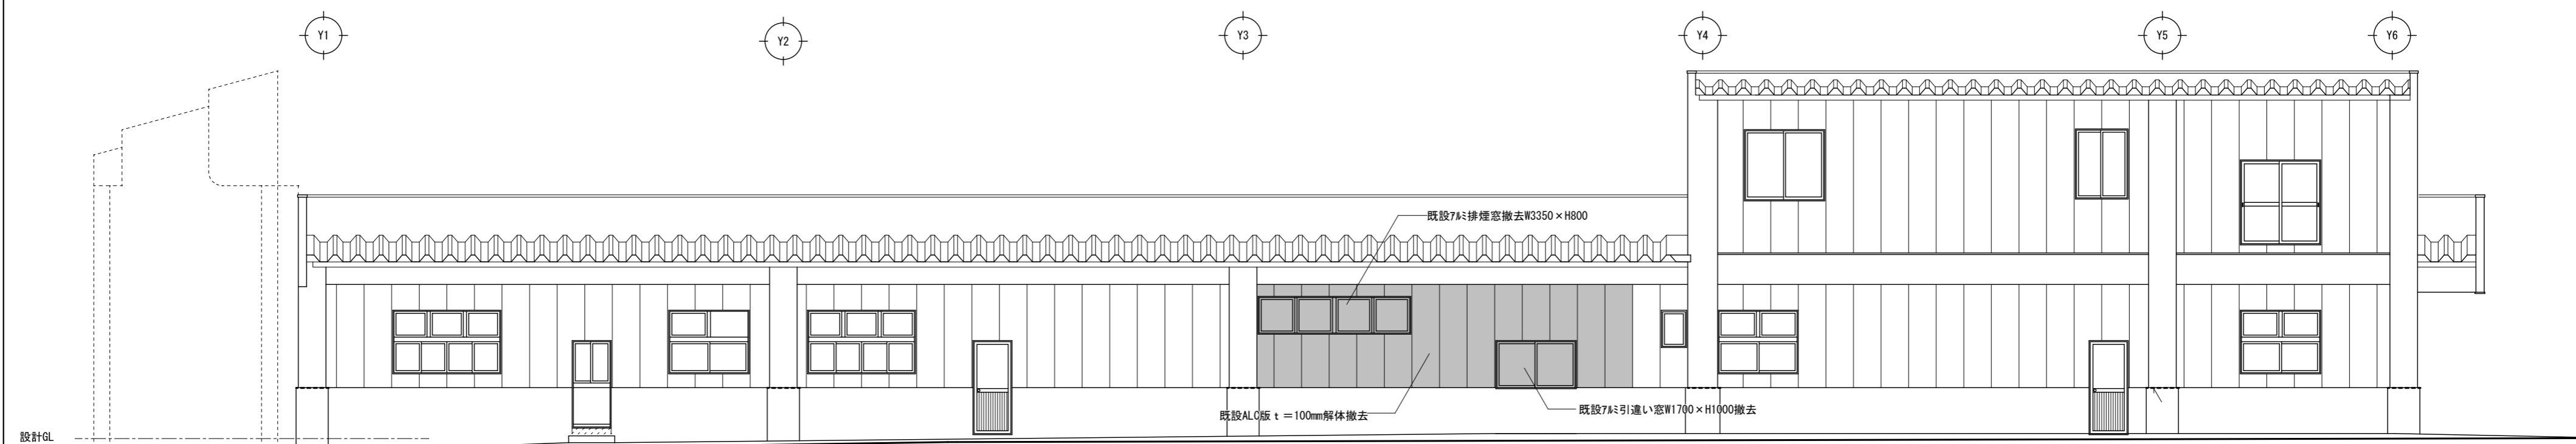 Y1
Y2
Y3
Y4
Y5
Y6
既設ｱﾙﾐ排煙窓撤去W3350×H800
既設ALC版 t =100mm解体撤去
既設ｱﾙﾐ引違い窓W1700×H1000撤去
設計GL